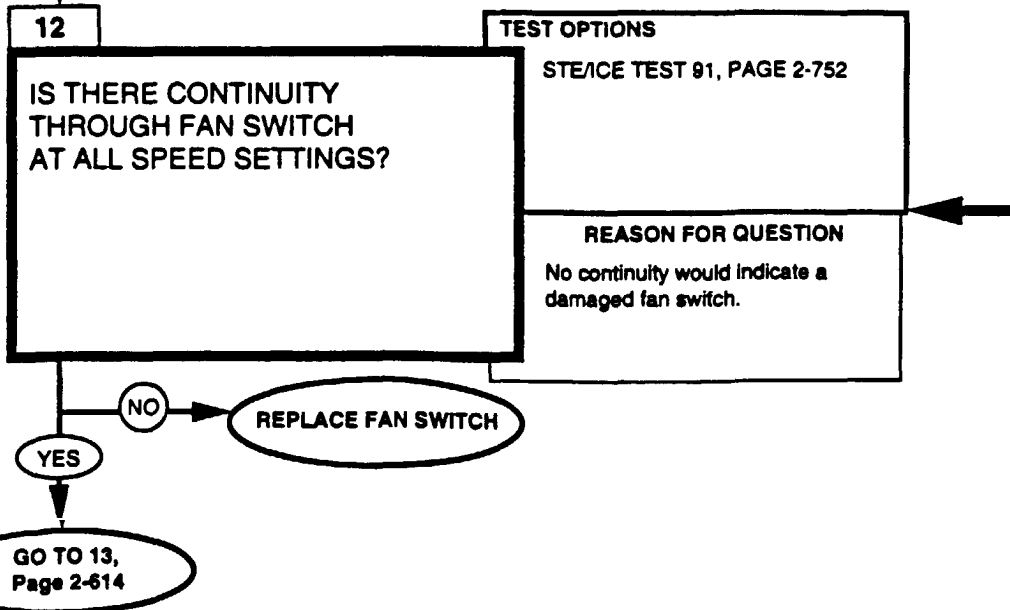 12
IS THERE CONTINUITY
THROUGH FAN SWITCH
AT ALL SPEED SETTINGS?
TEST OPTIONS
STE/ICE TEST 91, PAGE 2-752
REASON FOR QUESTION
No continuity would indicate a
damaged fan switch.
NO
REPLACE FAN SWITCH
YES
GO TO 13,
Page 2-614